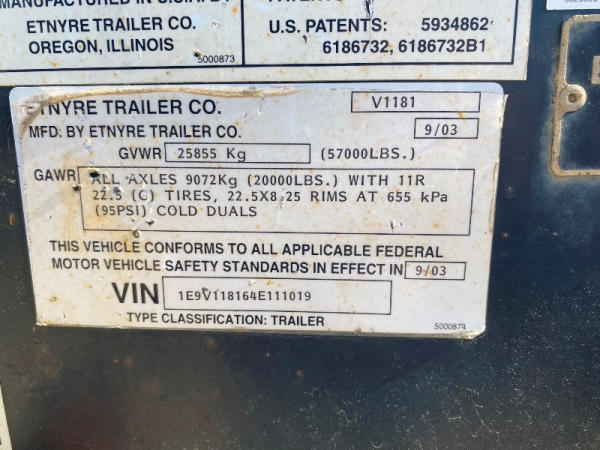 ETNYRE TRAILER CO.
OREGON, ILLINOIS
5000873
U.S. PATENTS: 5934862
6186732, 6186732B1
ETNYRE TRAILER CO. V1181
MFD. BY ETNYRE TRAILER CO. 9/03
GVWR 25855 Kg (57000LBS.)
GAWR ALL AXLES 9072Kg (20000LBS.) WITH 11R
22.5 (C) TIRES, 22.5X8.25 RIMS AT 655 kPa
(95PSI) COLD DUALS
THIS VEHICLE CONFORMS TO ALL APPLICABLE FEDERAL
MOTOR VEHICLE SAFETY STANDARDS IN EFFECT IN 9/03
VIN 1E9V118164E111019
TYPE CLASSIFICATION: TRAILER
5000874